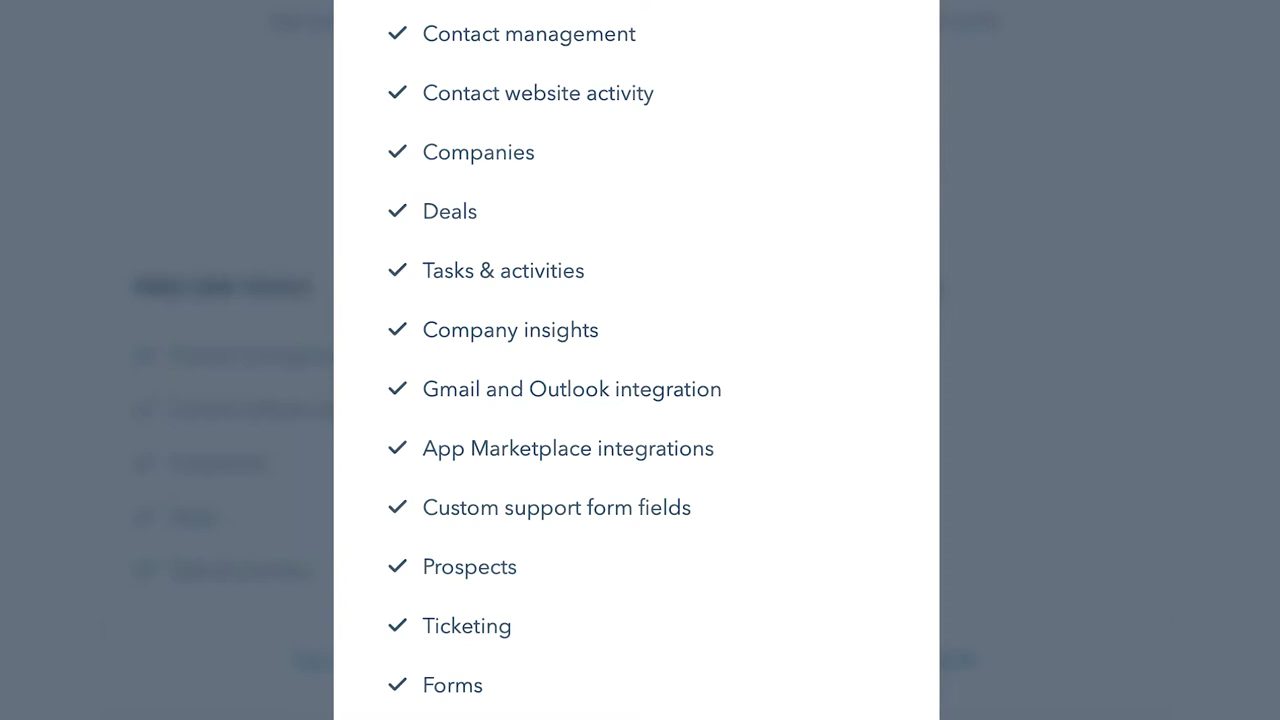 Contact management
Contact website activity
Companies
Deals
Tasks & activities
Company insights
Gmail and Outlook integration
App Marketplace integrations
Custom support form fields
Prospects
Ticketing
Forms